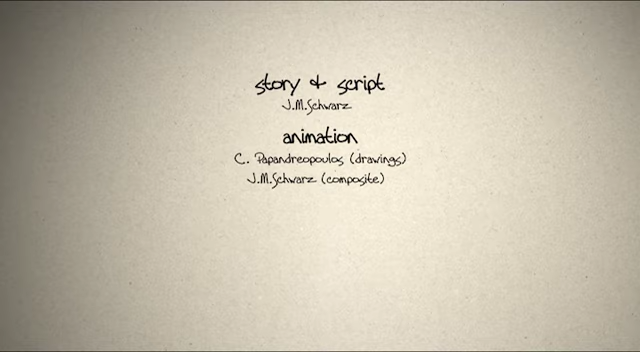 story & script
J.M.Schwarz
animation
C. Papandreopoulos (drawings)
J.M.Schwarz (composite)